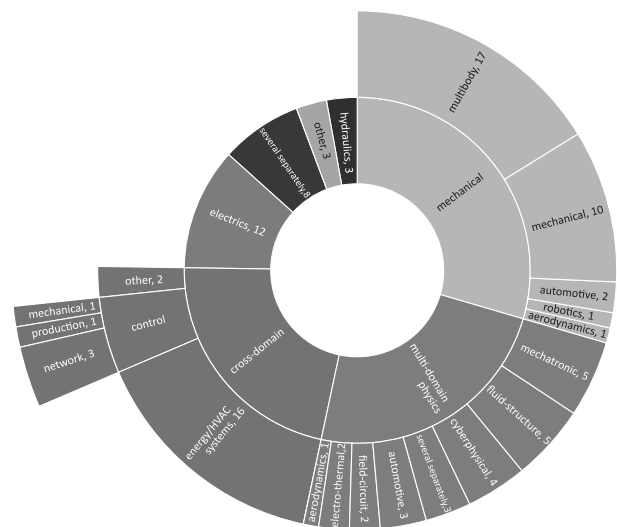 multibody, 17
mechanical, 10
automotive, 2
robotics, 1
aerodynamics, 1
mechanical
hydraulics, 3
other, 3
several separately,8
electrics, 12
other, 2
control
mechanical, 1
production, 1
network, 3
cross-domain
energy/HVAC
systems, 16
multi-domain
physics
mechatronic, 5
fluid-structure, 5
cyberphysical, 4
several separately,3
automotive, 3
field-circuit, 2
electro-thermal,2
aerodynamics, 1